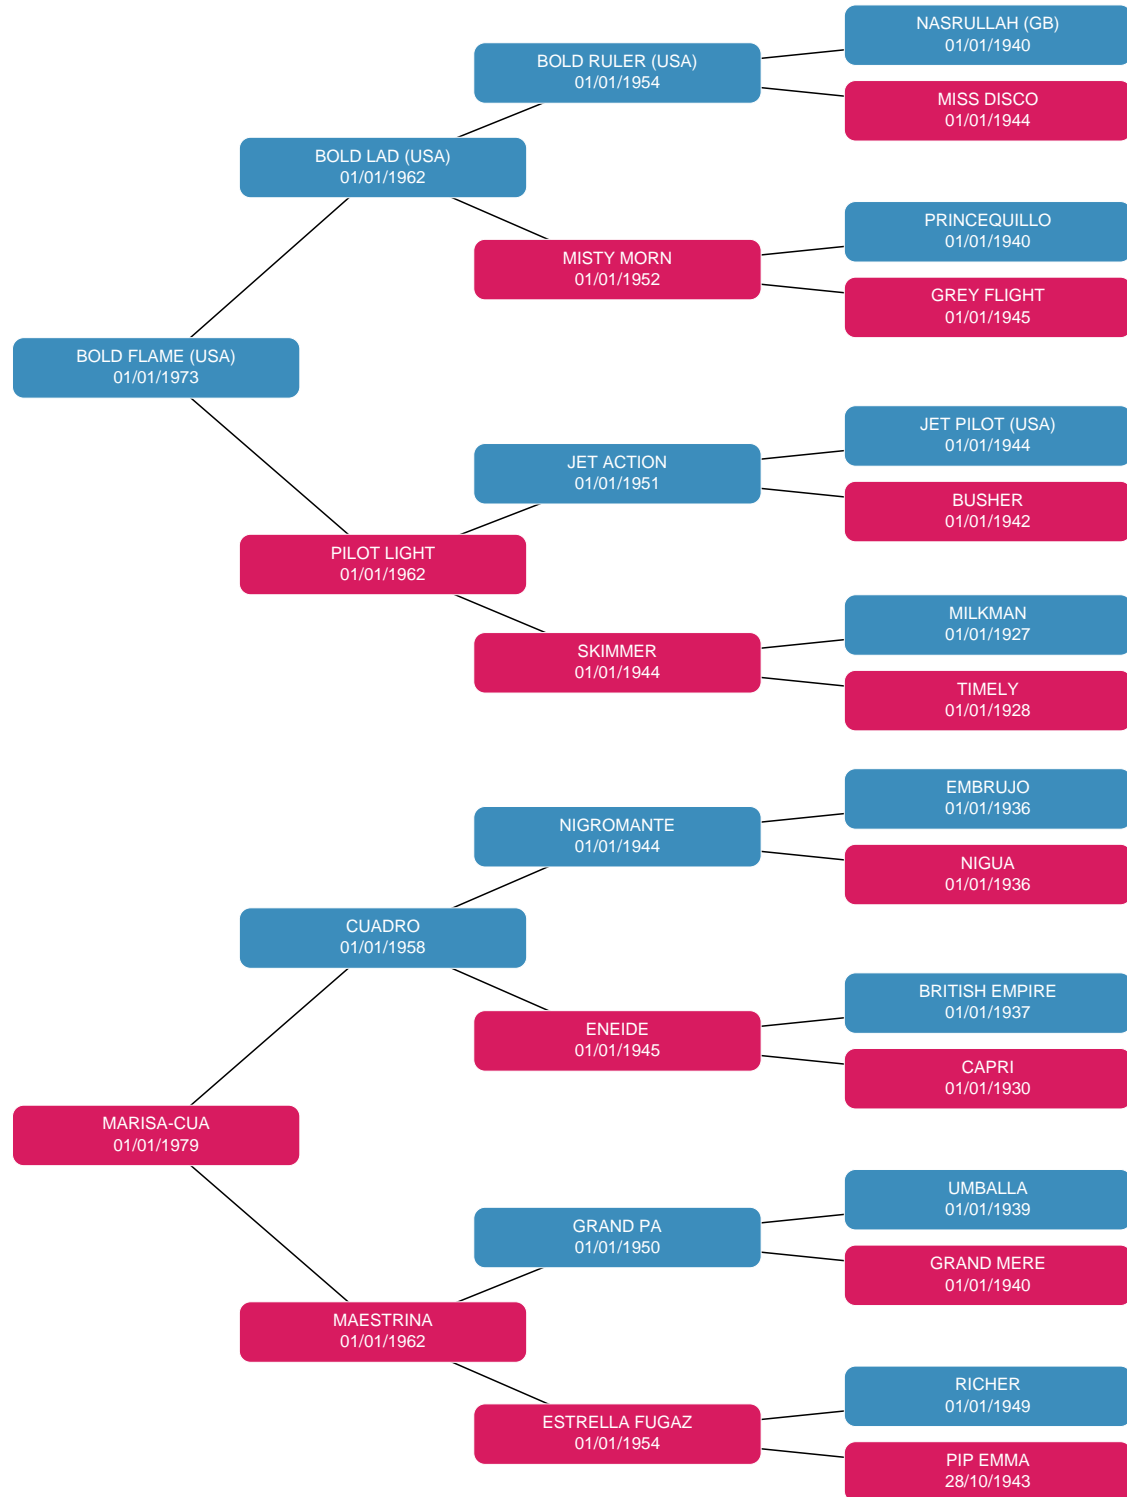 NASRULLAH (GB)
01/01/1940
BOLD RULER (USA)
01/01/1954
MISS DISCO
01/01/1944
BOLD LAD (USA)
01/01/1962
PRINCEQUILLO
01/01/1940
MISTY MORN
01/01/1952
GREY FLIGHT
01/01/1945
BOLD FLAME (USA)
01/01/1973
JET PILOT (USA)
01/01/1944
JET ACTION
01/01/1951
BUSHER
01/01/1942
PILOT LIGHT
01/01/1962
MILKMAN
01/01/1927
SKIMMER
01/01/1944
TIMELY
01/01/1928
EMBRUJO
01/01/1936
NIGROMANTE
01/01/1944
NIGUA
01/01/1936
CUADRO
01/01/1958
BRITISH EMPIRE
01/01/1937
ENEIDE
01/01/1945
CAPRI
01/01/1930
MARISA-CUA
01/01/1979
UMBALLA
01/01/1939
GRAND PA
01/01/1950
GRAND MERE
01/01/1940
MAESTRINA
01/01/1962
RICHER
01/01/1949
ESTRELLA FUGAZ
01/01/1954
PIP EMMA
28/10/1943